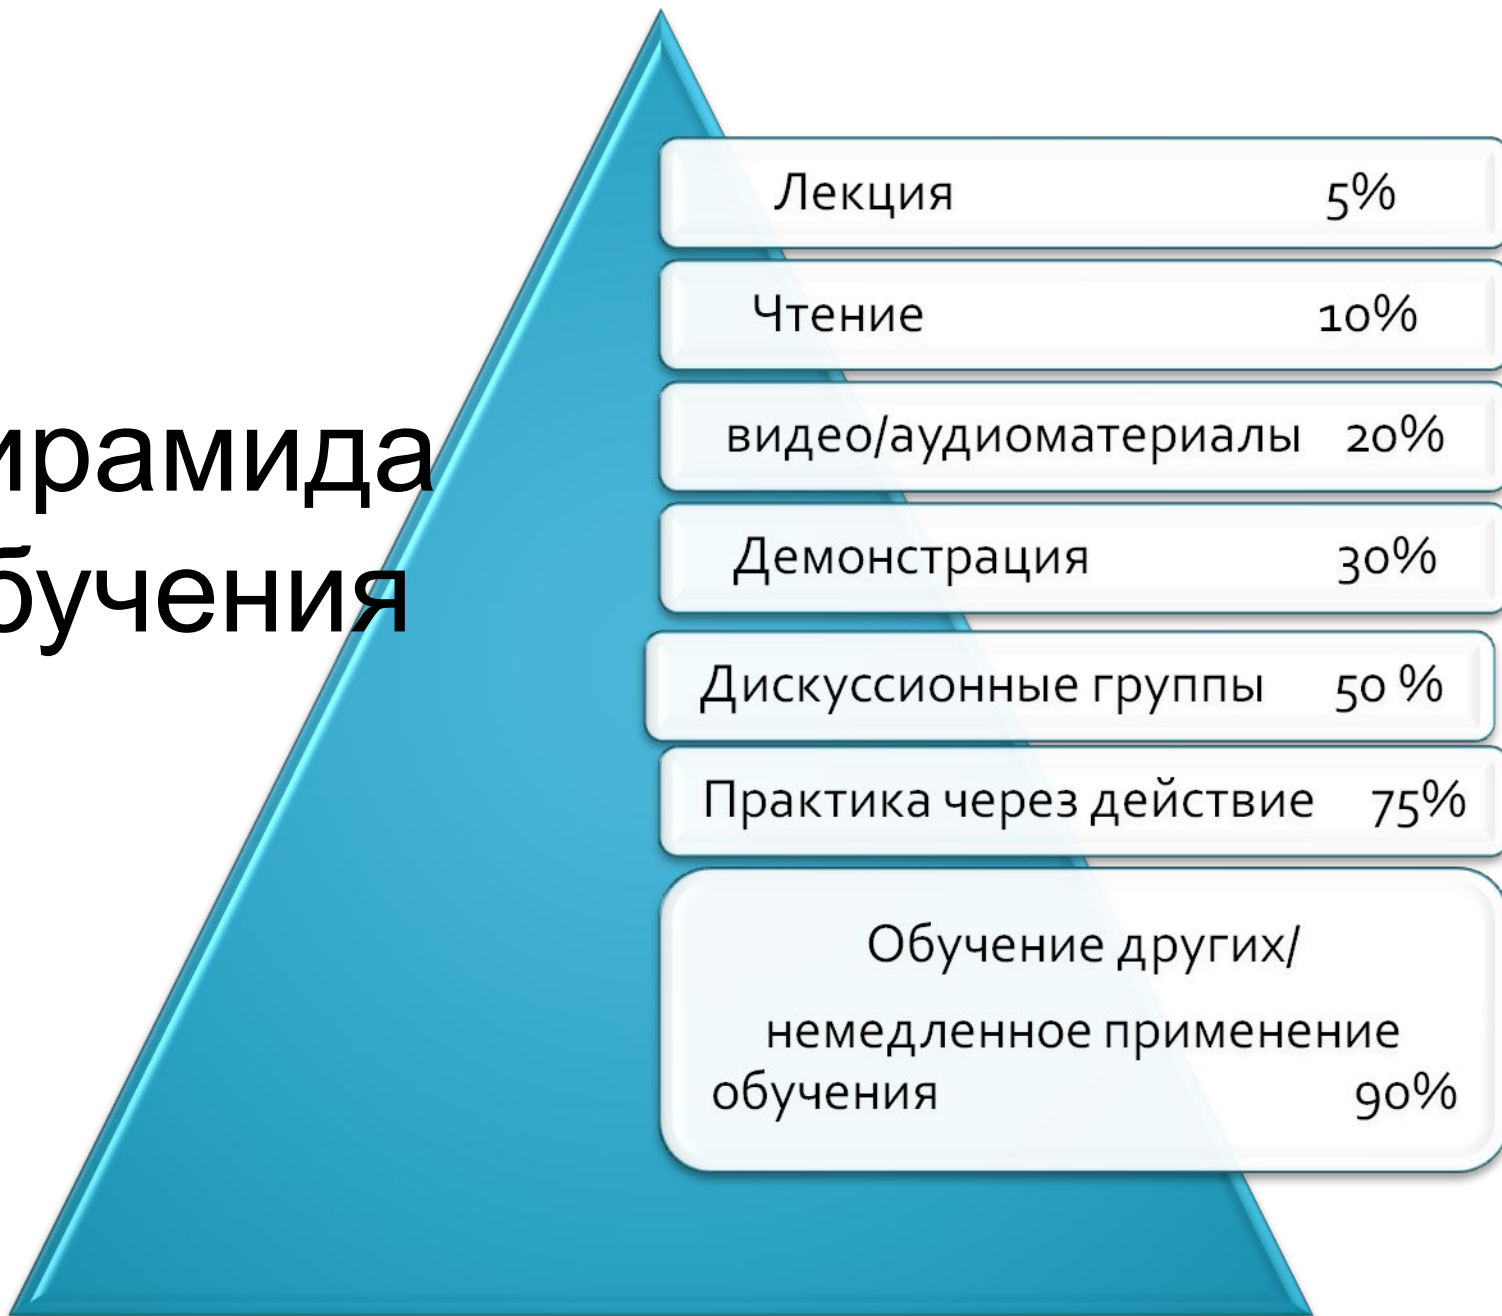 ирамида
бучения
Лекция 5%
Чтение 10%
видео/аудиоматериалы 20%
Демонстрация 30%
Дискуссионные группы 50 %
Практика через действие 75%
Обучение других/
немедленное применение
обучения 90%